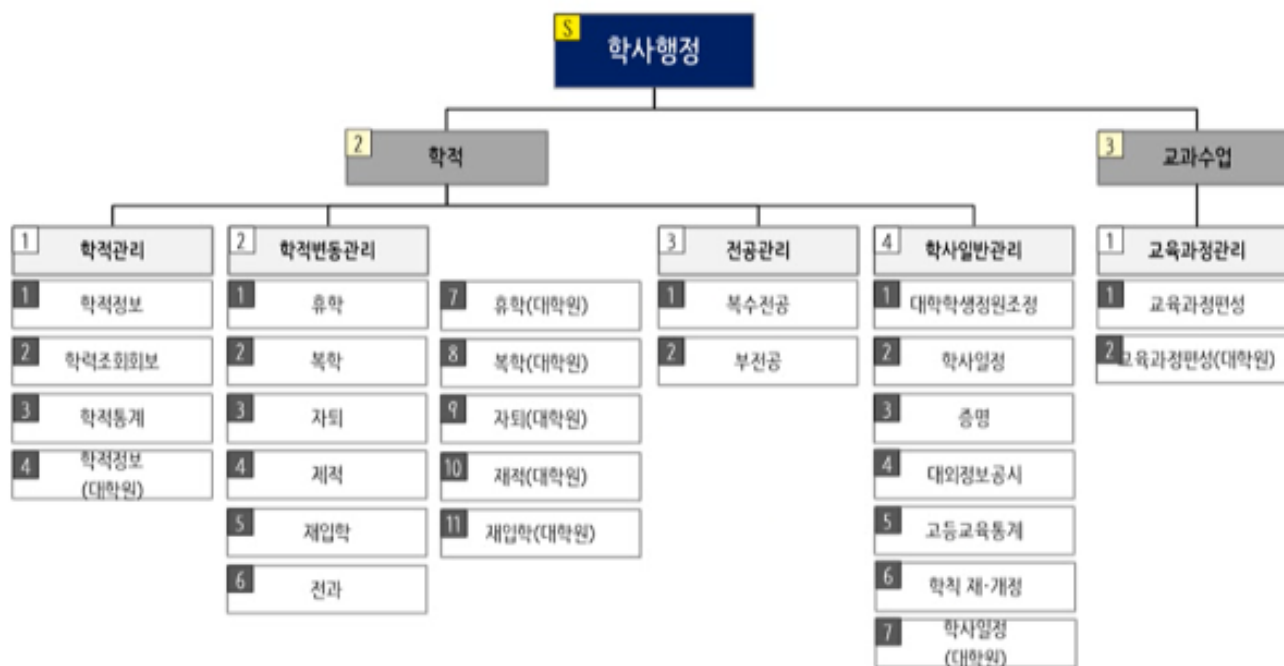 S
학사행정
2
학적
3
교과수업
1
학적관리
1
학적정보
2
학력조회회보
3
학적통계
4
학적정보
(대학원)
2
학적변동관리
1
휴학
2
복학
3
자퇴
4
제적
5
재입학
6
전과
7
휴학(대학원)
8
복학(대학원)
9
자퇴(대학원)
10
재적(대학원)
11
재입학(대학원)
3
전공관리
1
복수전공
2
부전공
4
학사일반관리
1
대학학생정원조정
2
학사일정
3
증명
4
대외정보공시
5
고등교육통계
6
학칙 재·개정
7
학사일정
(대학원)
1
교육과정관리
1
교육과정편성
2
교육과정편성(대학원)